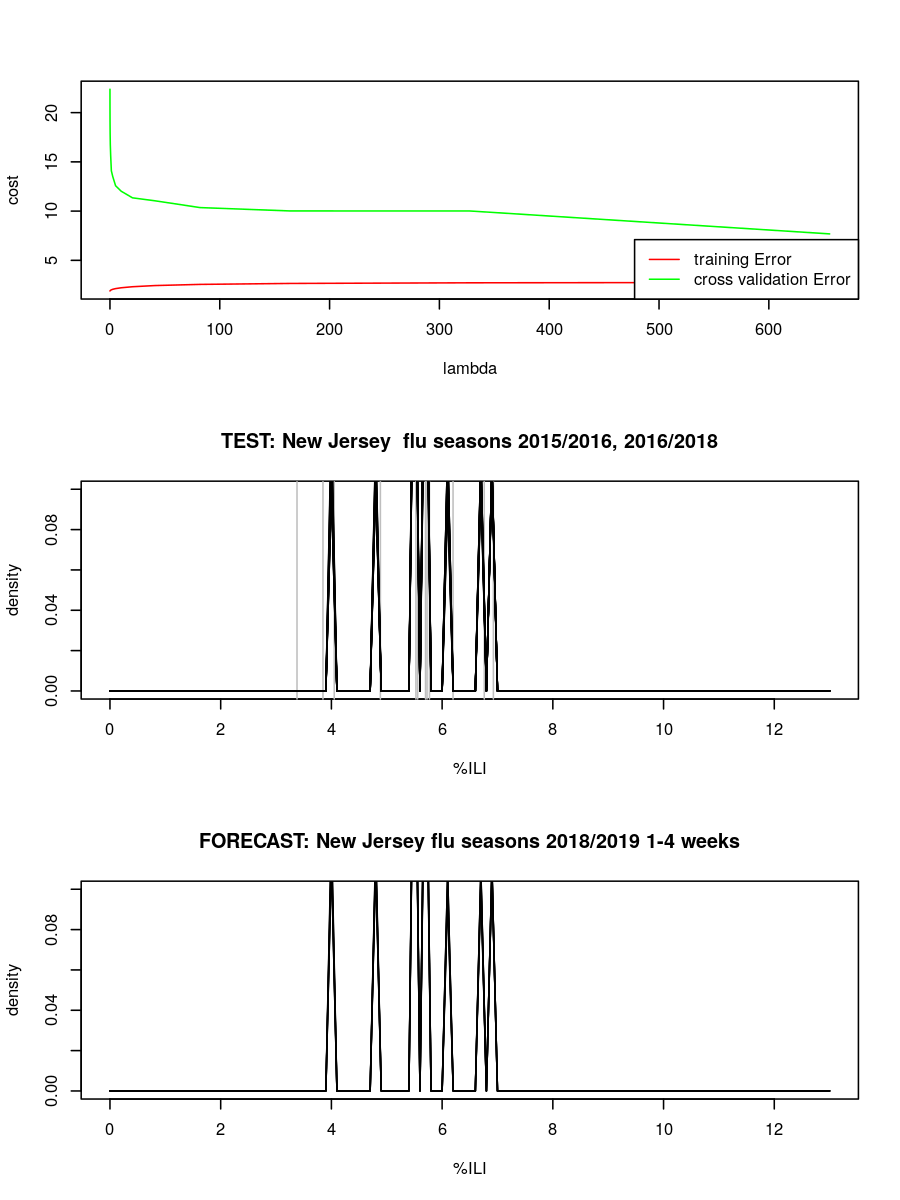 20
15
10
5
cost
training Error
cross validation Error
0 100 200 300 400 500 600
lambda
TEST: New Jersey  flu seasons 2015/2016, 2016/2018
0.08
0.04
0.00
density
0 2 4 6 8 10 12
%ILI
FORECAST: New Jersey flu seasons 2018/2019 1-4 weeks
0.08
0.04
0.00
density
0 2 4 6 8 10 12
%ILI